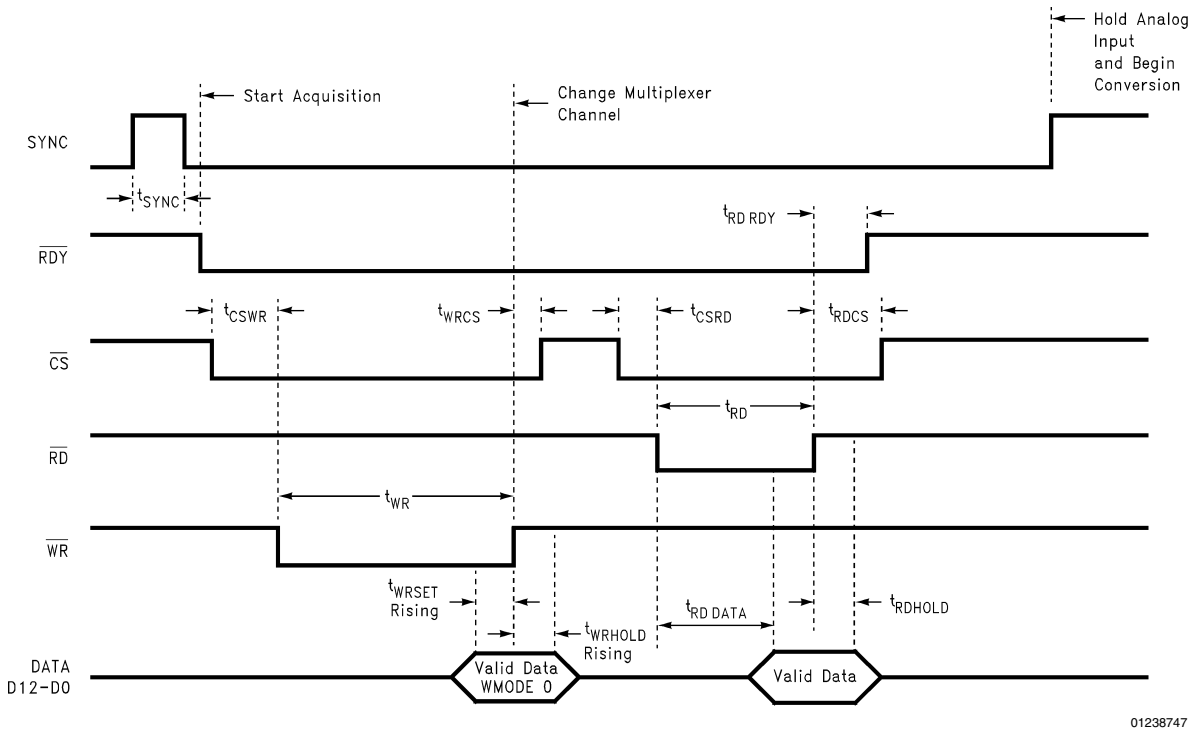 Hold Analog
Input
and Begin
Conversion
Start Acquisition
Change Multiplexer
Channel
SYNC
tSYNC
tRD RDY
RDY
tCSWR
tWRCS
tCSRD
tRDCS
CS
tRD
RD
tWR
WR
tWRSET
Rising
tRD DATA
tRDHOLD
tWRHOLD
Rising
DATA
D12-D0
Valid Data
WMODE 0
Valid Data
01238747